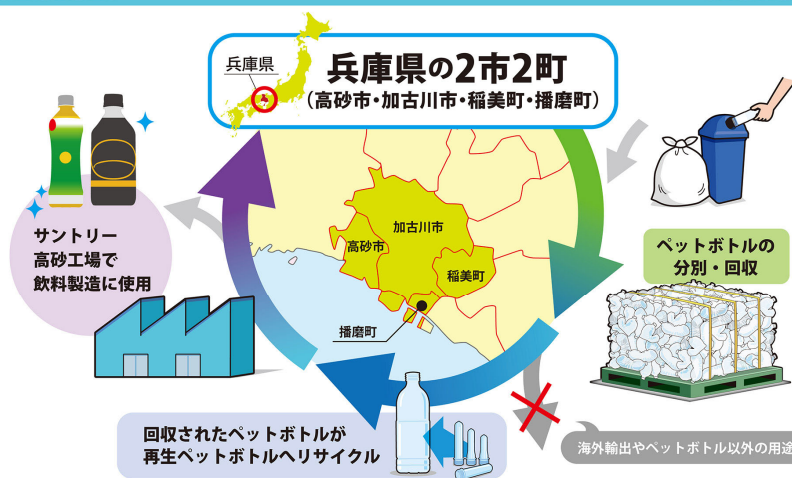 兵庫県
兵庫県の2市2町
(高砂市・加古川市・稲美町・播磨町)
加古川市
高砂市
稲美町
播磨町
ペットボトルの
分別・回収
海外輸出やペットボトル以外の用途
回収されたペットボトルが
再生ペットボトルへリサイクル
サントリー
高砂工場で
飲料製造に使用